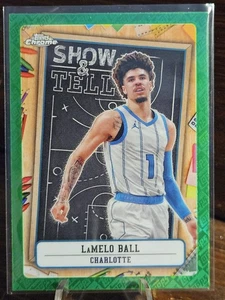 Topps
Chrome
SHOW
&
TELL
1
LaMELO BALL
CHARLOTTE